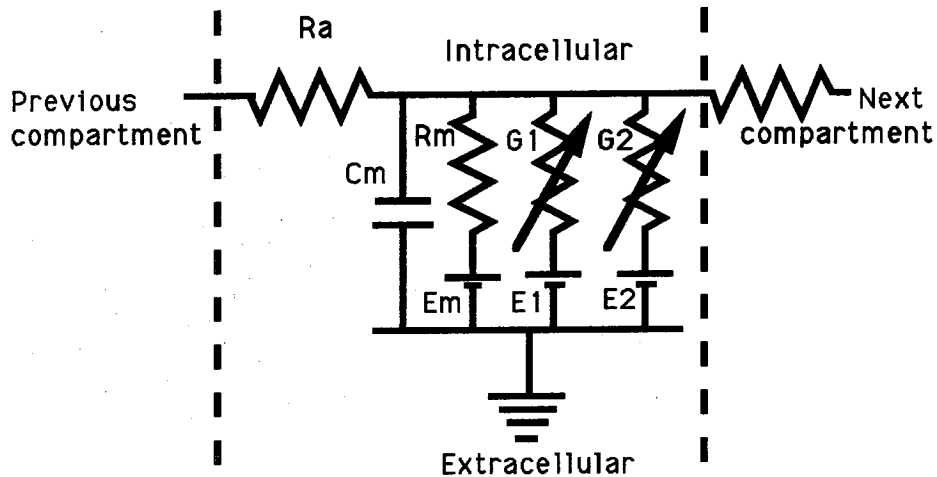 Ra
Intracellular
Previous
compartment
Next
compartment
Rm
G1
G2
Cm
Em
E1
E2
Extracellular